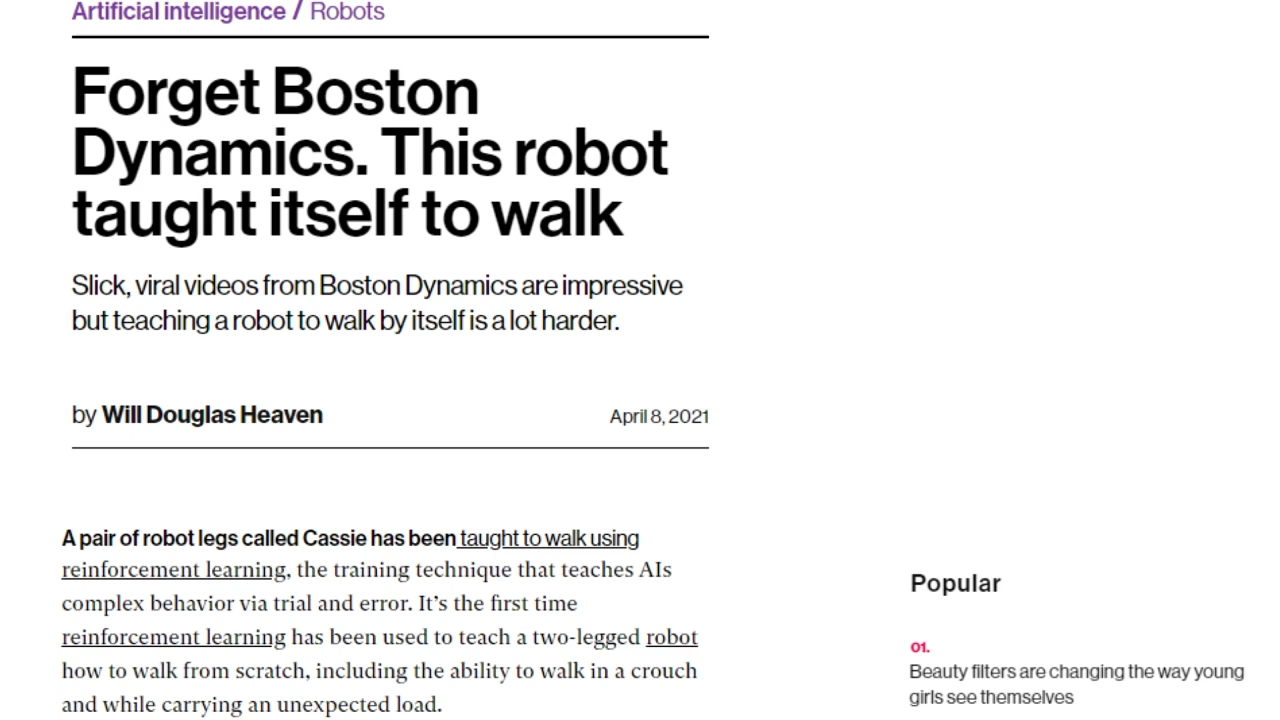 Artificial intelligence / Robots
Forget Boston
Dynamics. This robot
taught itself to walk
Slick, viral videos from Boston Dynamics are impressive
but teaching a robot to walk by itself is a lot harder.
by Will Douglas Heaven
April 8, 2021
A pair of robot legs called Cassie has been taught to walk using
reinforcement learning, the training technique that teaches AIs
complex behavior via trial and error. It’s the first time
reinforcement learning has been used to teach a two-legged robot
how to walk from scratch, including the ability to walk in a crouch
and while carrying an unexpected load.
Popular
01.
Beauty filters are changing the way young
girls see themselves